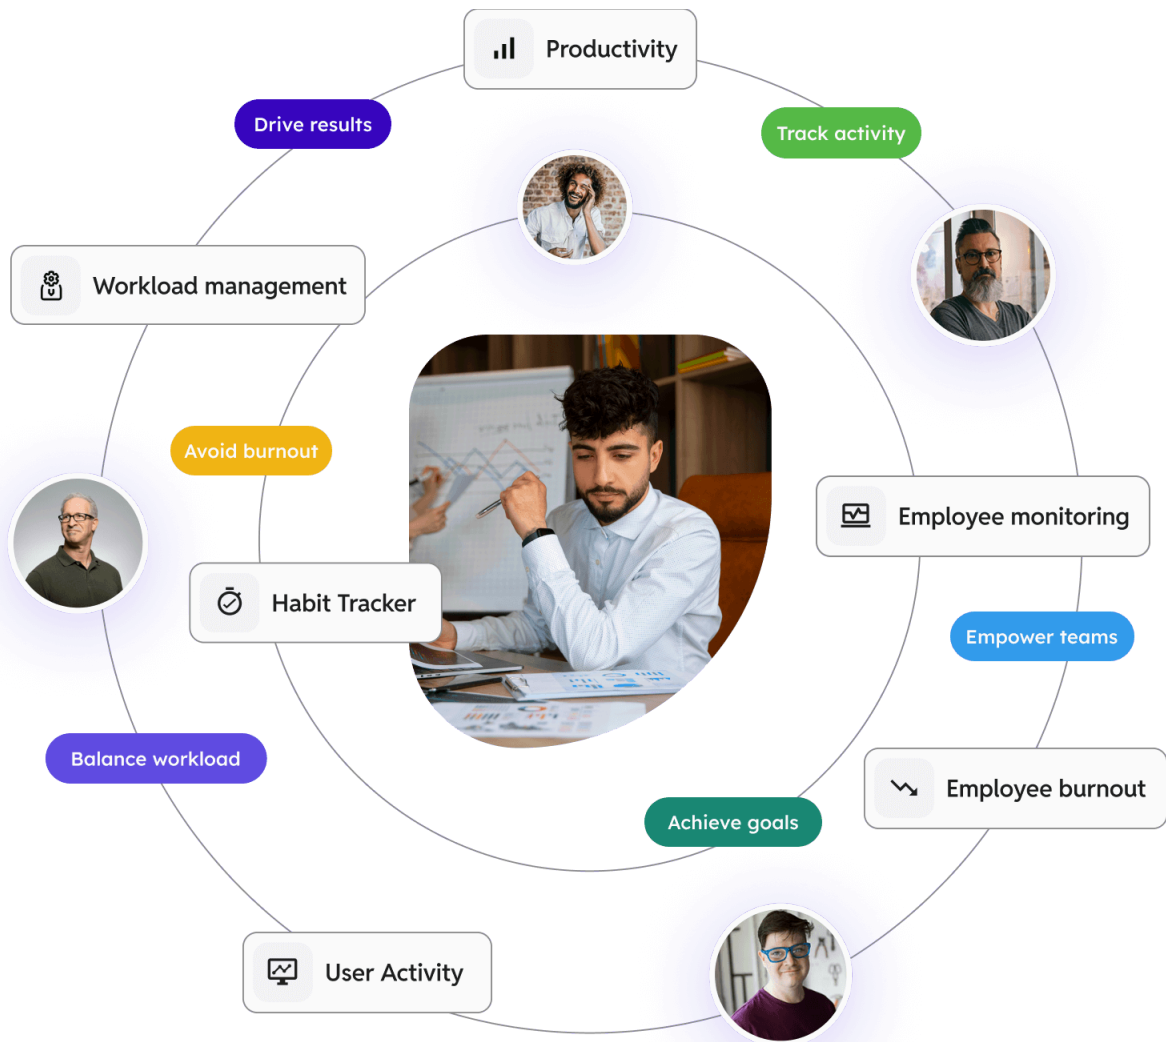 Productivity
Drive results
Track activity
Workload management
Avoid burnout
Employee monitoring
Habit Tracker
Empower teams
Balance workload
Employee burnout
Achieve goals
User Activity